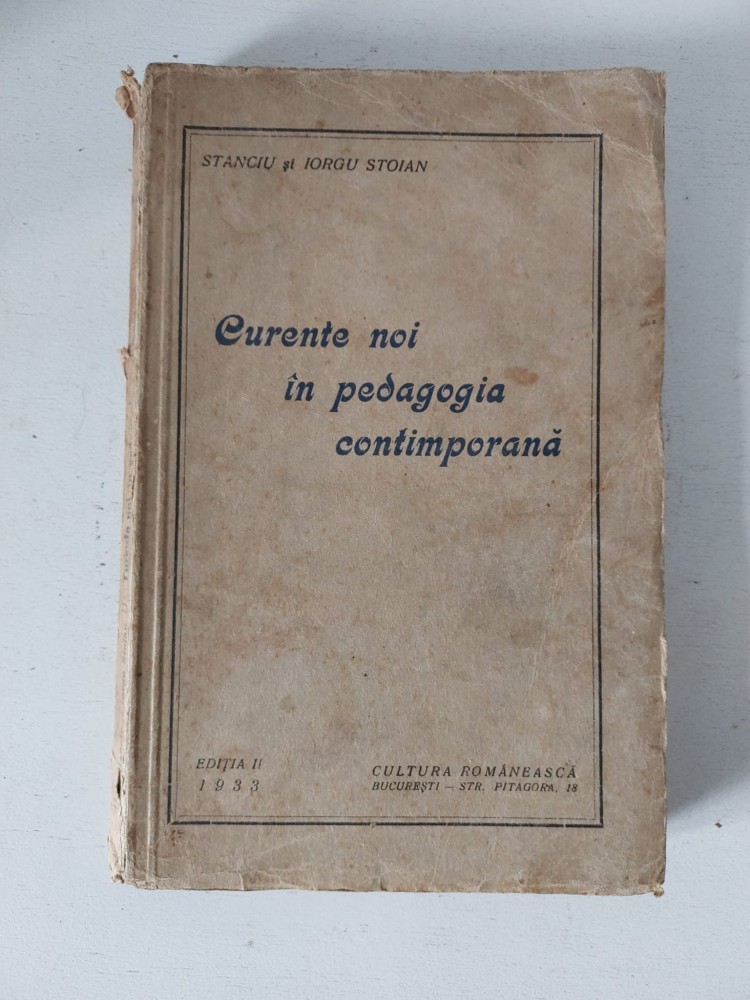 STANCIU și IORGU STOIAN
Curente noi
în pedagogia
contimporană
EDIȚIA II
1933
CULTURA ROMÂNEASCĂ
BUCUREȘTI — STR. PITAGORA, 18